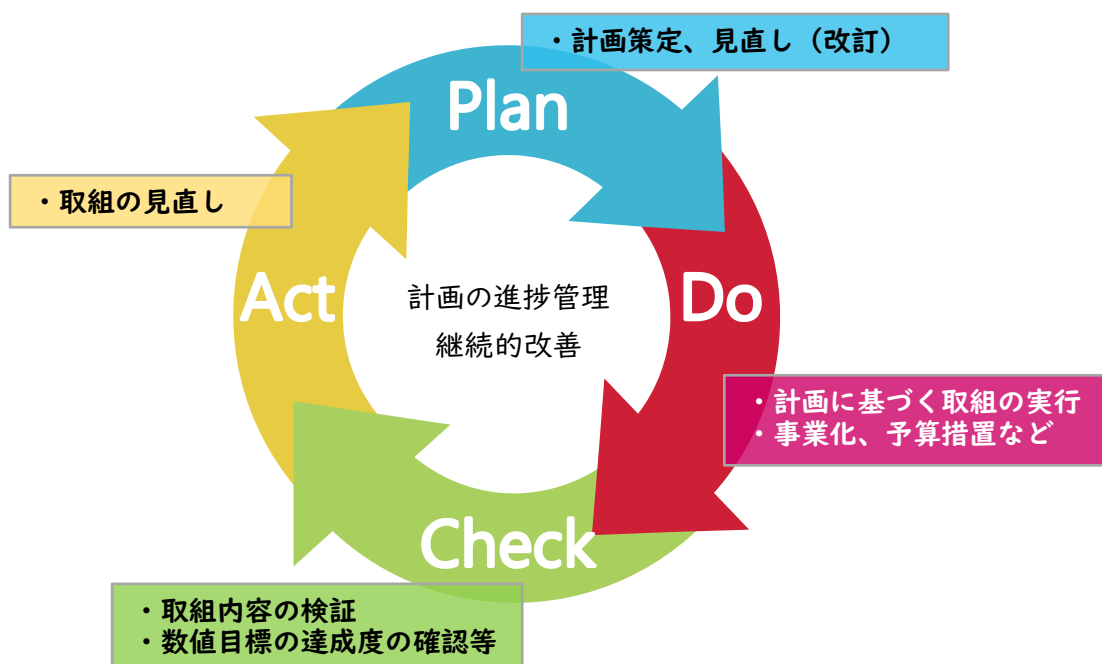 ・計画策定、見直し（改訂）
Plan
・取組の見直し
Act
計画の進捗管理
継続的改善
Do
・計画に基づく取組の実行
・事業化、予算措置など
Check
・取組内容の検証
・数値目標の達成度の確認等